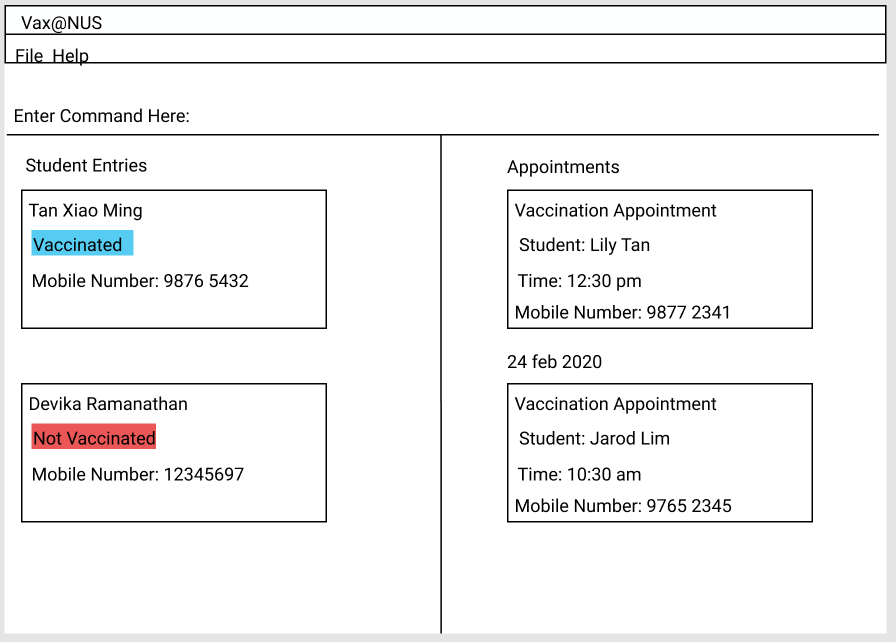 Vax@NUS
File Help
Enter Command Here:
Student Entries
Tan Xiao Ming
Vaccinated
Mobile Number: 9876 5432
Devika Ramanathan
Not Vaccinated
Mobile Number: 12345697
Appointments
Vaccination Appointment
Student: Lily Tan
Time: 12:30 pm
Mobile Number: 9877 2341
24 feb 2020
Vaccination Appointment
Student: Jarod Lim
Time: 10:30 am
Mobile Number: 9765 2345